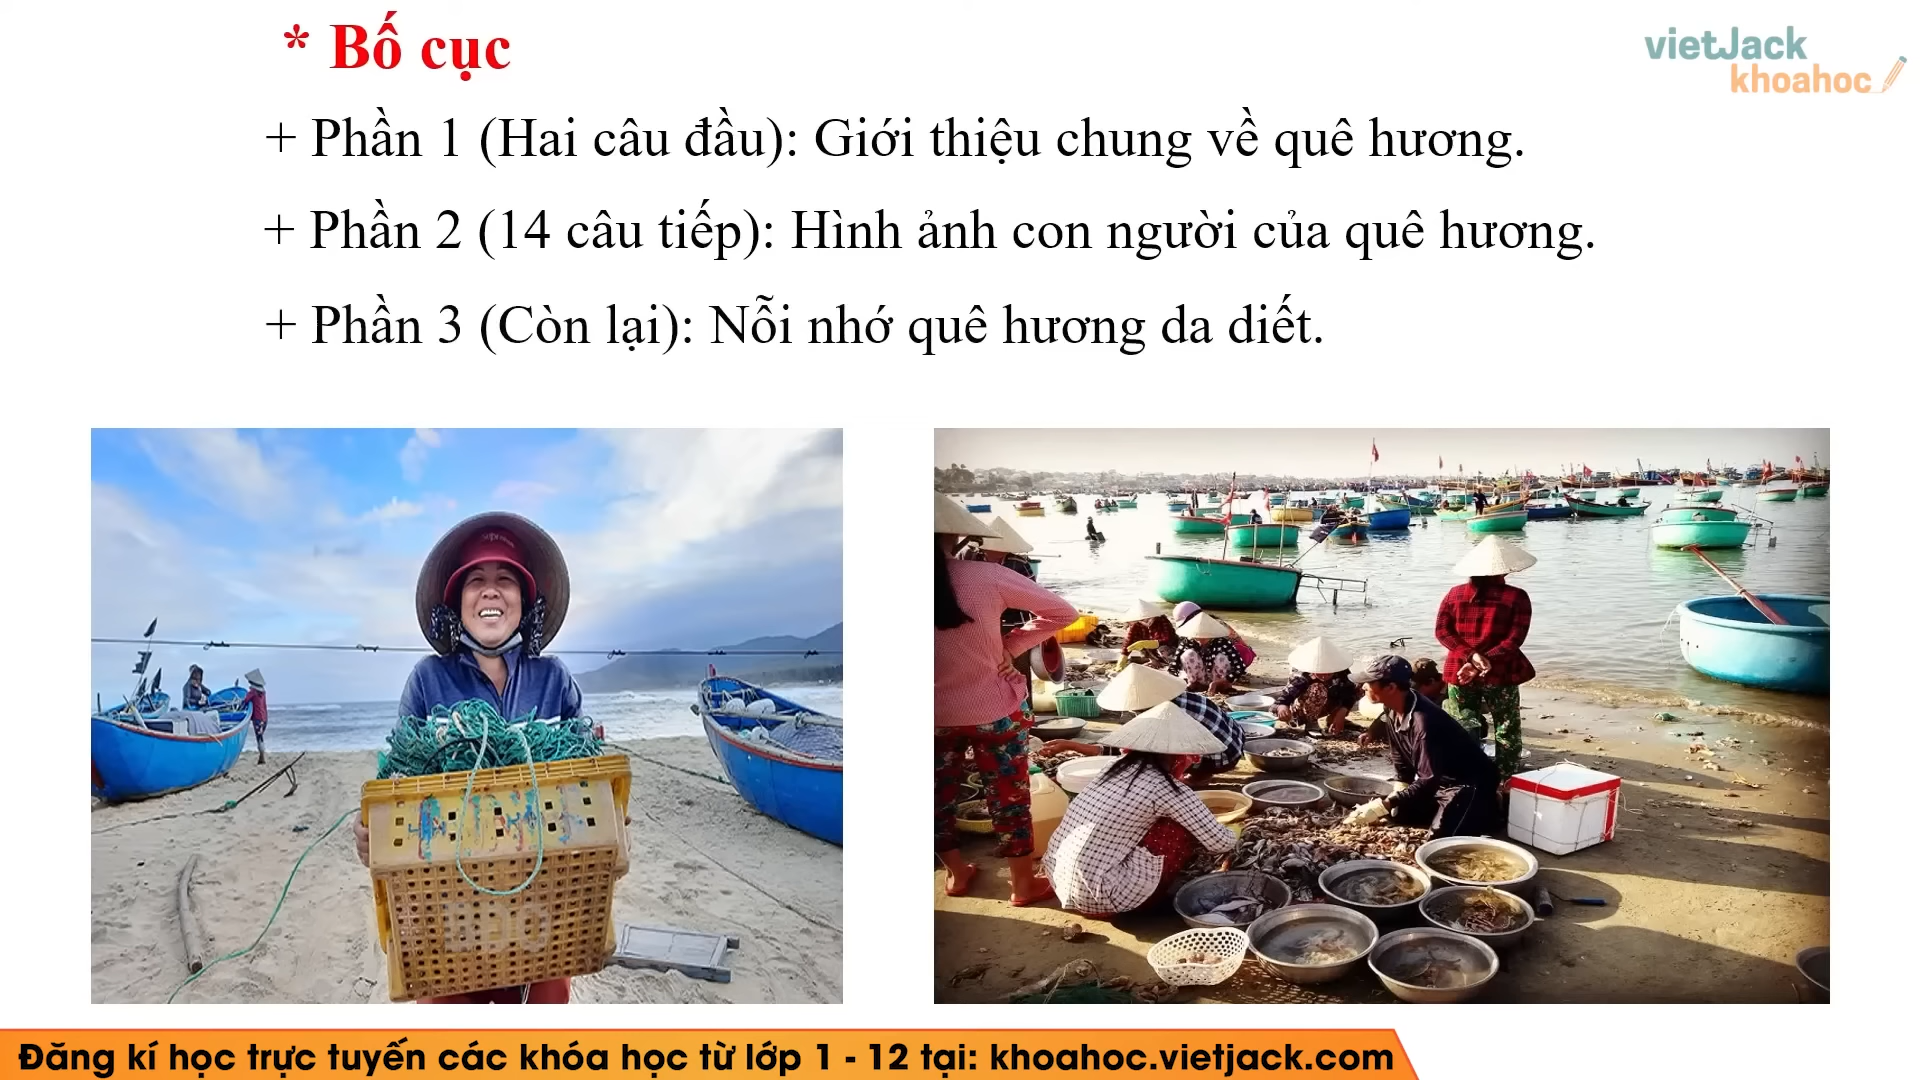 * Bố cục
vietJack
khoahoc
+ Phần 1 (Hai câu đầu): Giới thiệu chung về quê hương.
+ Phần 2 (14 câu tiếp): Hình ảnh con người của quê hương.
+ Phần 3 (Còn lại): Nỗi nhớ quê hương da diết.
Đăng kí học trực tuyến các khóa học từ lớp 1 - 12 tại: khoahoc.vietjack.com